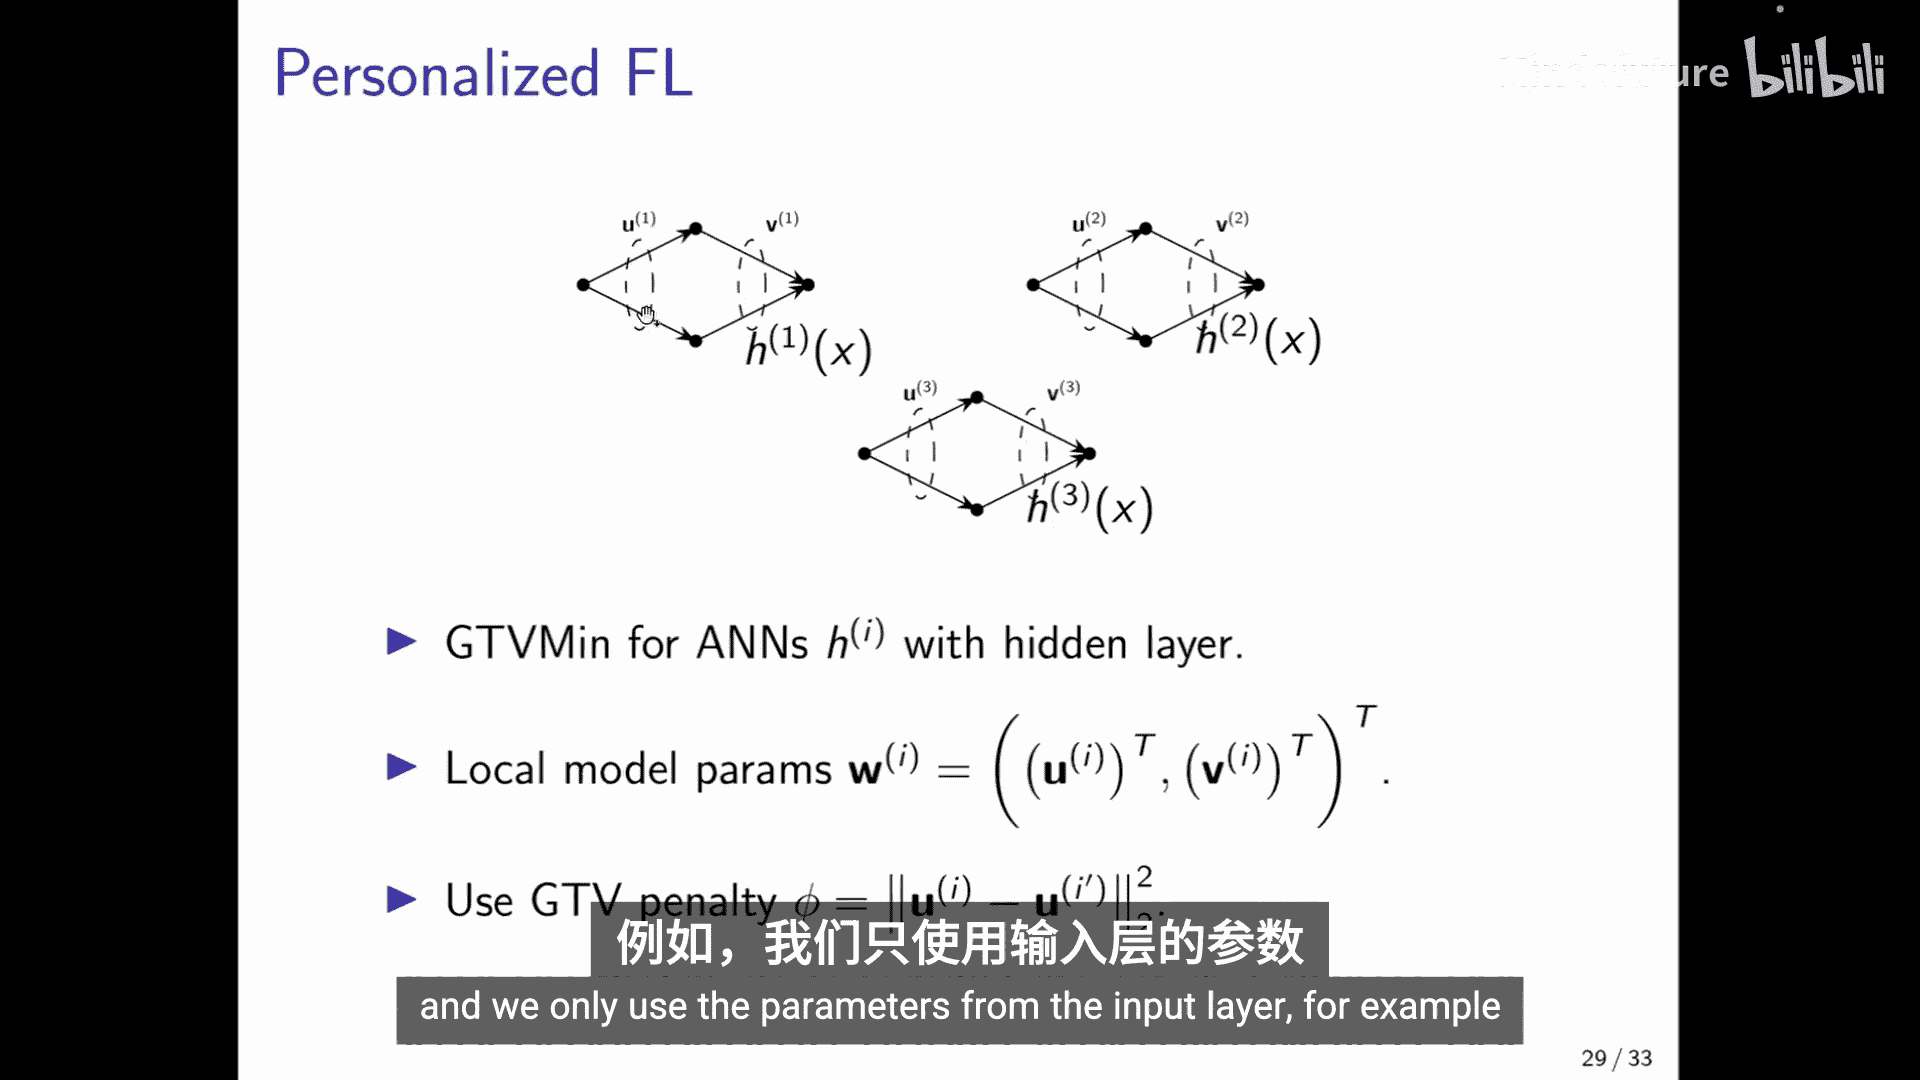 Personalized FL
bilibili
u(1) v(1)
u(2) v(2)
h(1)(x)
h(2)(x)
u(3) v(3)
h(3)(x)
▶ GTVMin for ANNs h(i) with hidden layer.
▶ Local model params w(i) = ((u(i))T, (v(i))T)T.
▶ Use GTV penalty ϕ = ||u(i) − u(i′)||22.
例如，我们只使用输入层的参数
and we only use the parameters from the input layer, for example
29 / 33